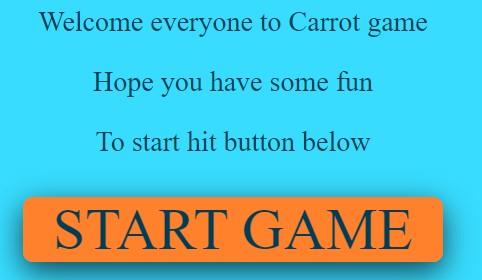 Welcome everyone to Carrot game
Hope you have some fun
To start hit button below
START GAME